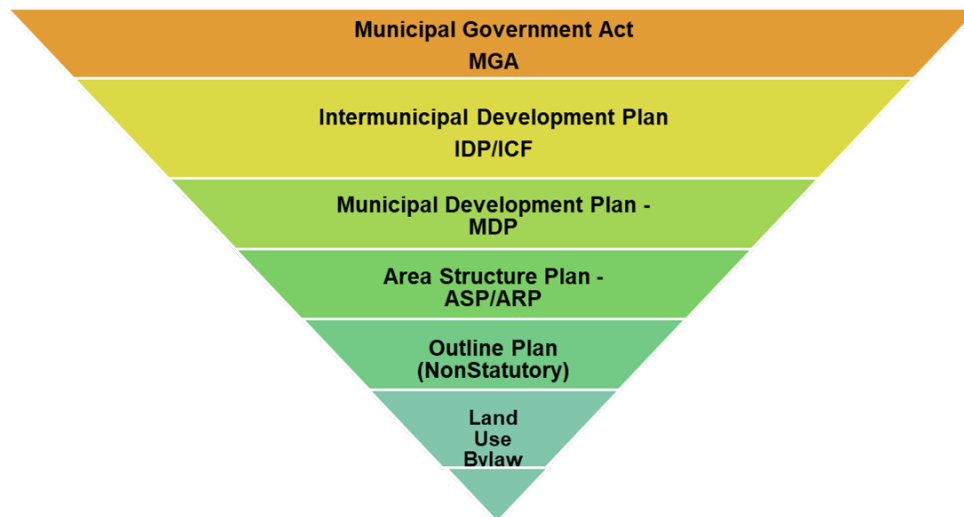 Municipal Government Act
MGA
Intermunicipal Development Plan
IDP/ICF
Municipal Development Plan -
MDP
Area Structure Plan -
ASP/ARP
Outline Plan
(NonStatutory)
Land
Use
Bylaw